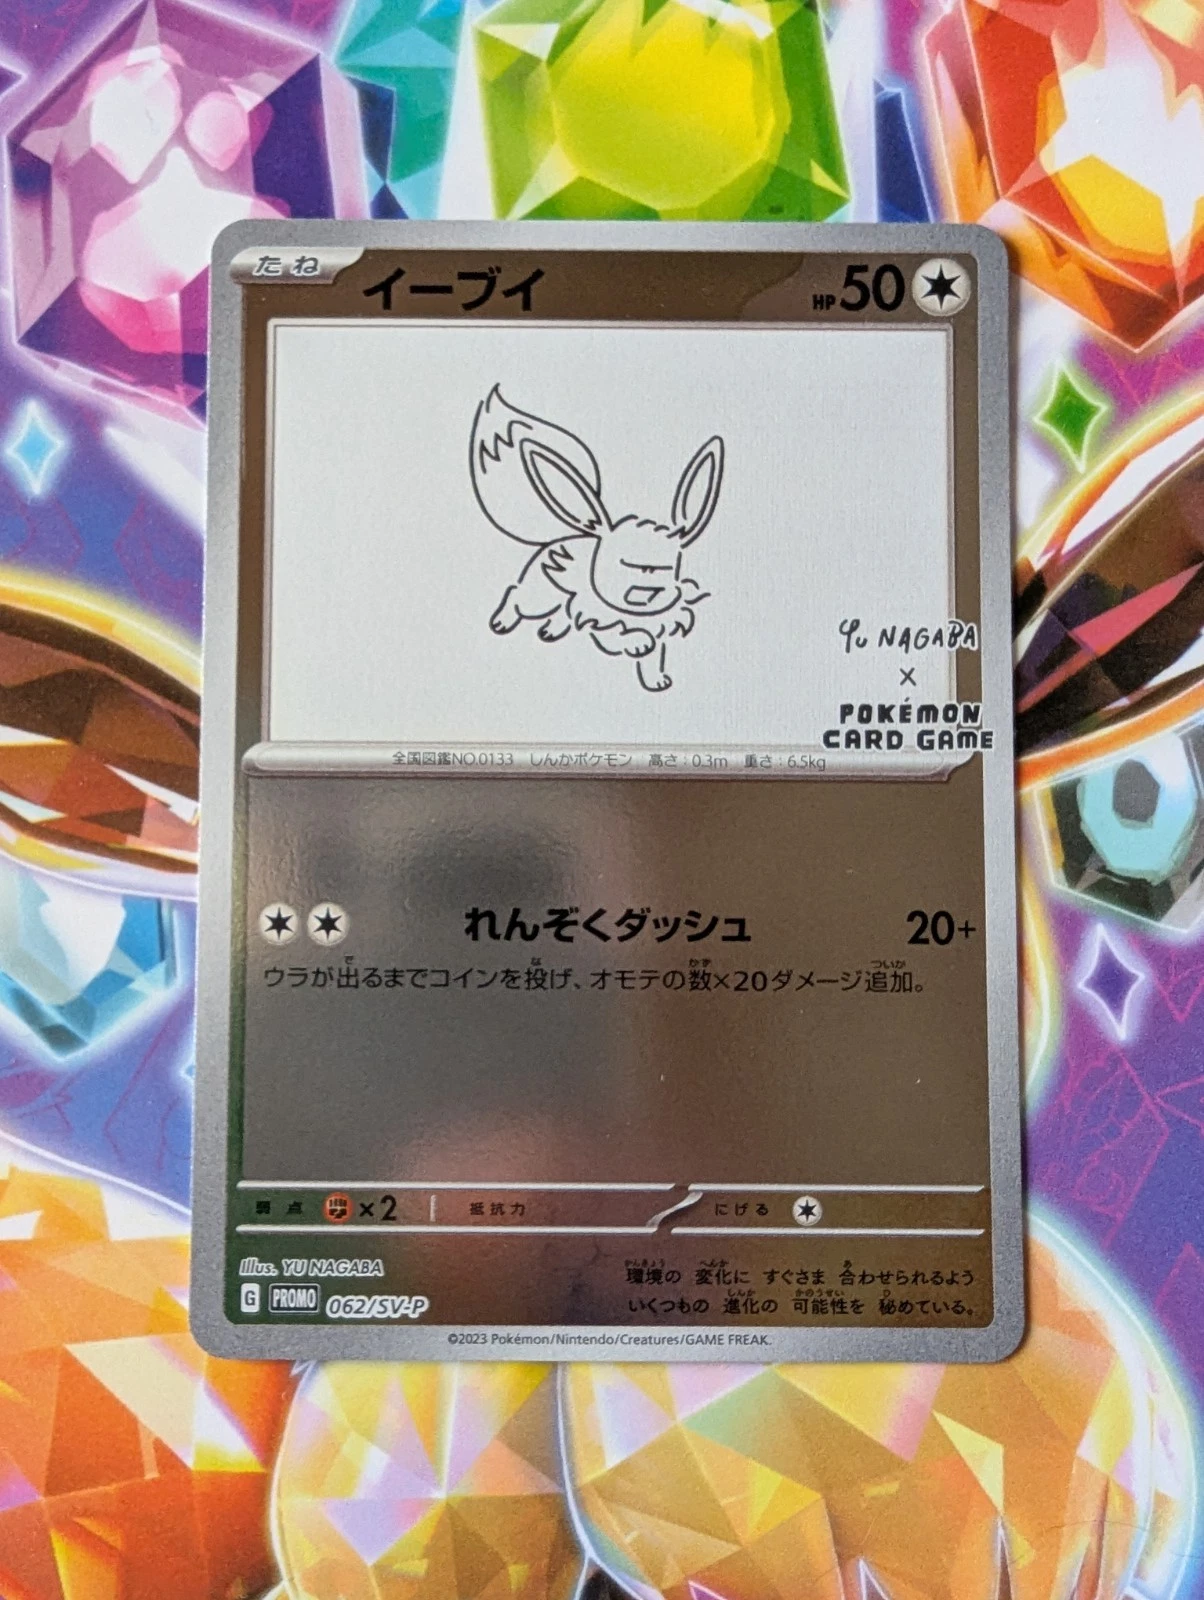 たね
イーブイ
HP50
Yu NAGABA
×
POKÉMON
CARD GAME
全国図鑑NO.0133 しんかポケモン 高さ:0.3m 重さ:6.5kg
れんぞくダッシュ 20+
ウラが出るまでコインを投げ、オモテの数×20ダメージ追加。
弱点 ×2 抵抗力 にげる
Illus. YU NAGABA
G PROMO 062/SV-P
環境の 変化に すぐさま 合わせられるよう
いくつもの 進化の 可能性を 秘めている。
©2023 Pokémon/Nintendo/Creatures/GAME FREAK.